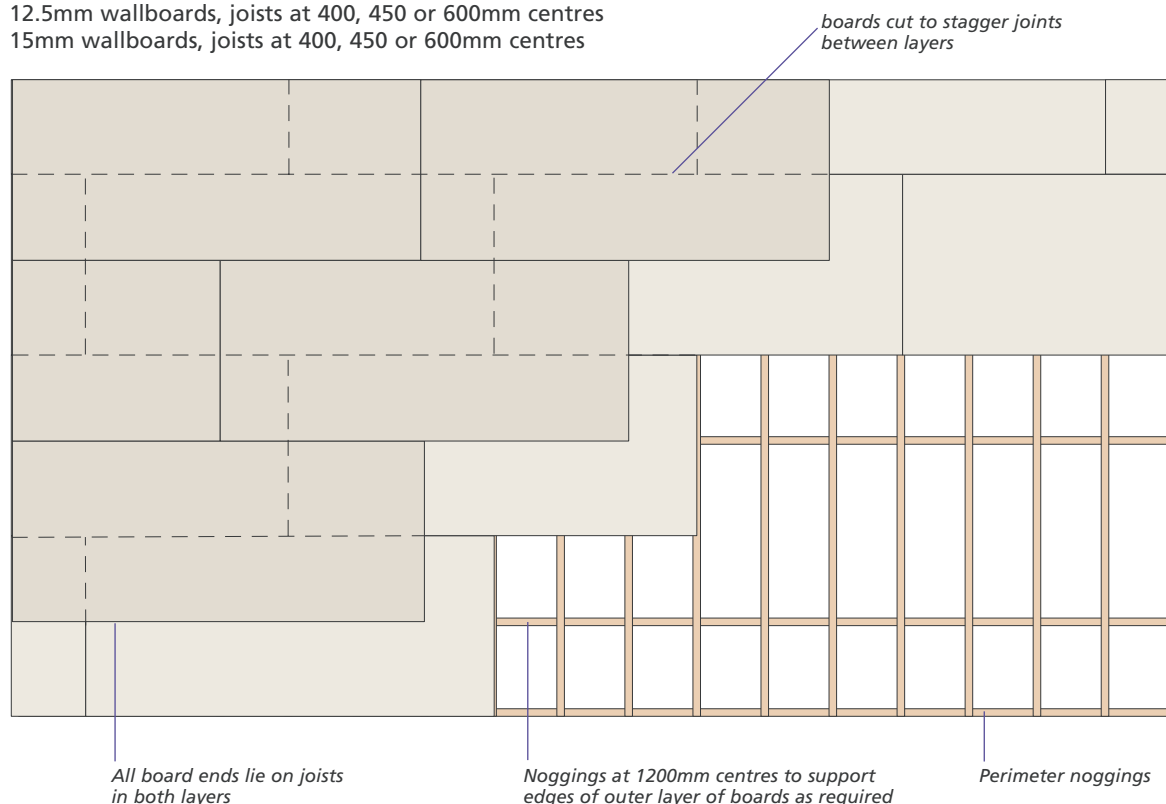 12.5mm wallboards, joists at 400, 450 or 600mm centres
15mm wallboards, joists at 400, 450 or 600mm centres
boards cut to stagger joints
between layers
All board ends lie on joists
in both layers
Noggings at 1200mm centres to support
edges of outer layer of boards as required
Perimeter noggings